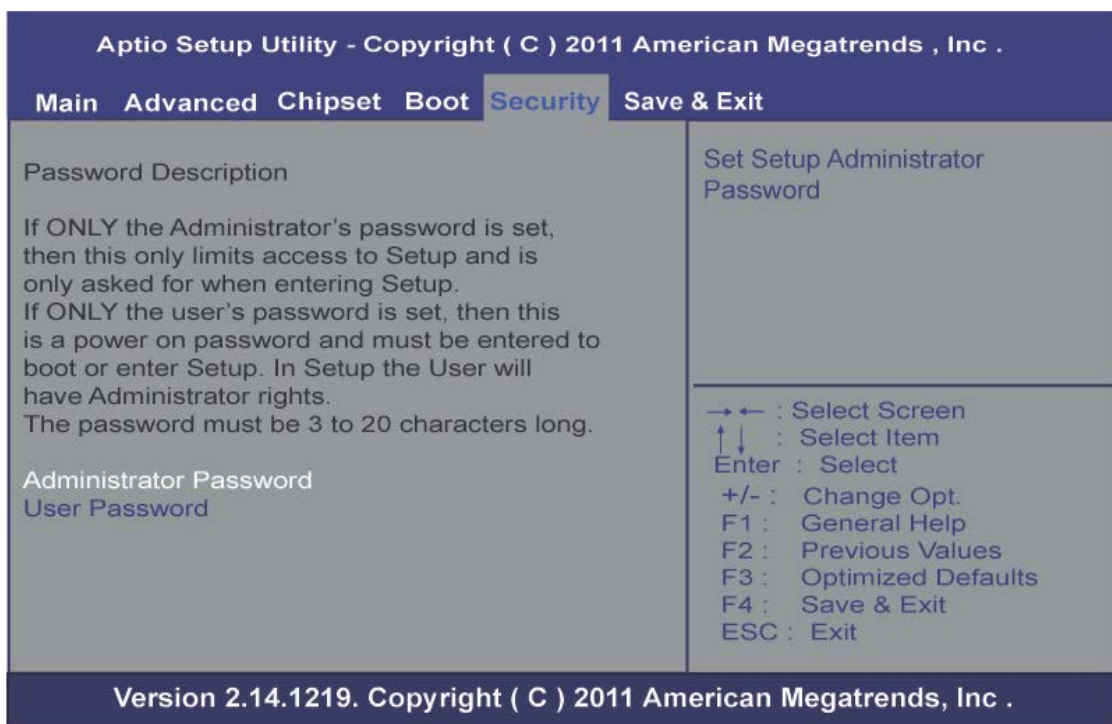 Aptio Setup Utility - Copyright ( C ) 2011 American Megatrends , Inc .
Main Advanced Chipset Boot Security Save & Exit
Password Description
If ONLY the Administrator's password is set,
then this only limits access to Setup and is
only asked for when entering Setup.
If ONLY the user's password is set, then this
is a power on password and must be entered to
boot or enter Setup. In Setup the User will
have Administrator rights.
The password must be 3 to 20 characters long.
Administrator Password
User Password
Set Setup Administrator
Password
→← : Select Screen
↑↓ : Select Item
Enter : Select
+/- : Change Opt.
F1 : General Help
F2 : Previous Values
F3 : Optimized Defaults
F4 : Save & Exit
ESC : Exit
Version 2.14.1219. Copyright ( C ) 2011 American Megatrends, Inc .